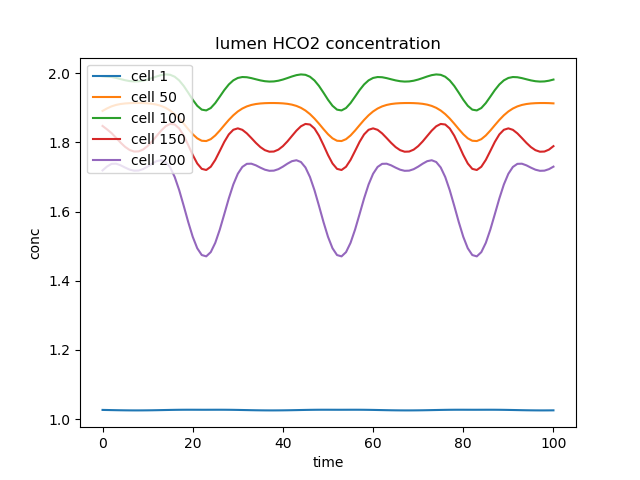 lumen HCO2 concentration
cell 1
cell 50
cell 100
cell 150
cell 200
2.0
1.8
1.6
1.4
1.2
1.0
conc
0 20 40 60 80 100
time